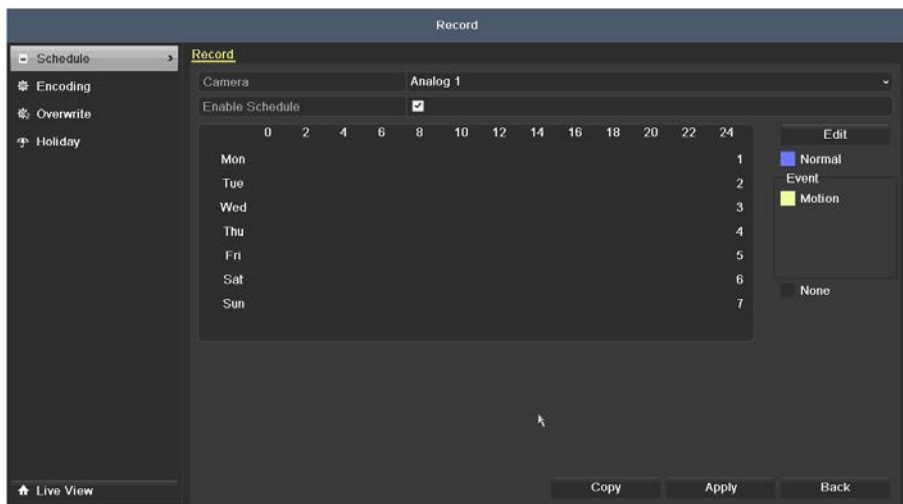 Record
Schedule
Encoding
Overwrite
Holiday
Live View
Record
Camera Analog 1
Enable Schedule
0 2 4 6 8 10 12 14 16 18 20 22 24
Mon 1
Tue 2
Wed 3
Thu 4
Fri 5
Sat 6
Sun 7
Edit
Normal
Event
Motion
None
Copy Apply Back